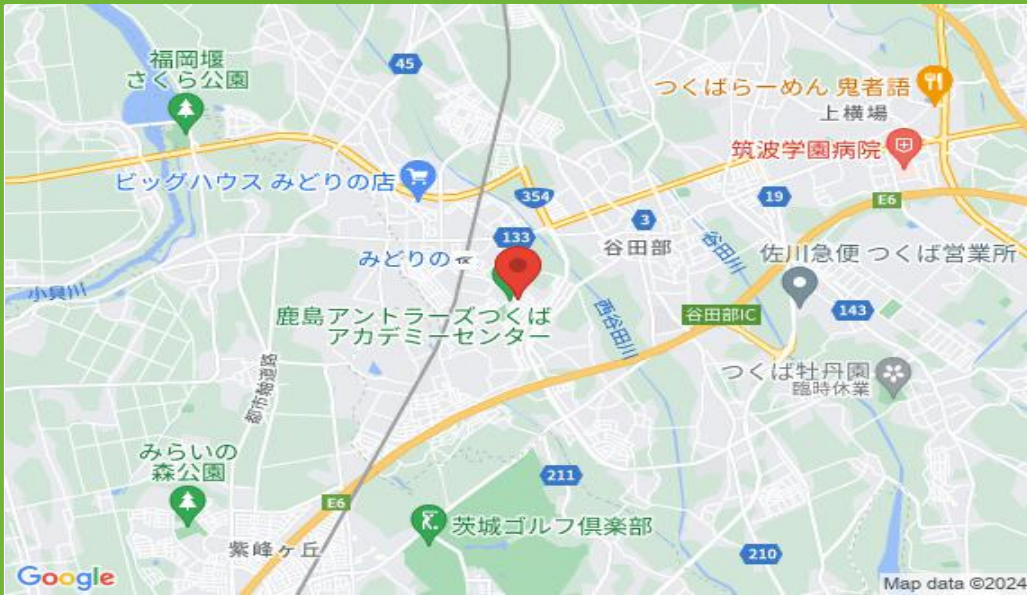 45
福岡堰
さくら公園
つくばらーめん 鬼者語
上横場
筑波学園病院
ビッグハウス みどりの店
354
19
E6
3
133
谷田部
谷田川
みどりの
佐川急便 つくば営業所
小貝川
鹿島アントラーズつくば
アカデミーセンター
西谷田川
谷田部IC
143
都市軸道路
つくば牡丹園
臨時休業
みらいの
森公園
211
E6
茨城ゴルフ倶楽部
紫峰ヶ丘
210
Google
Map data ©2024